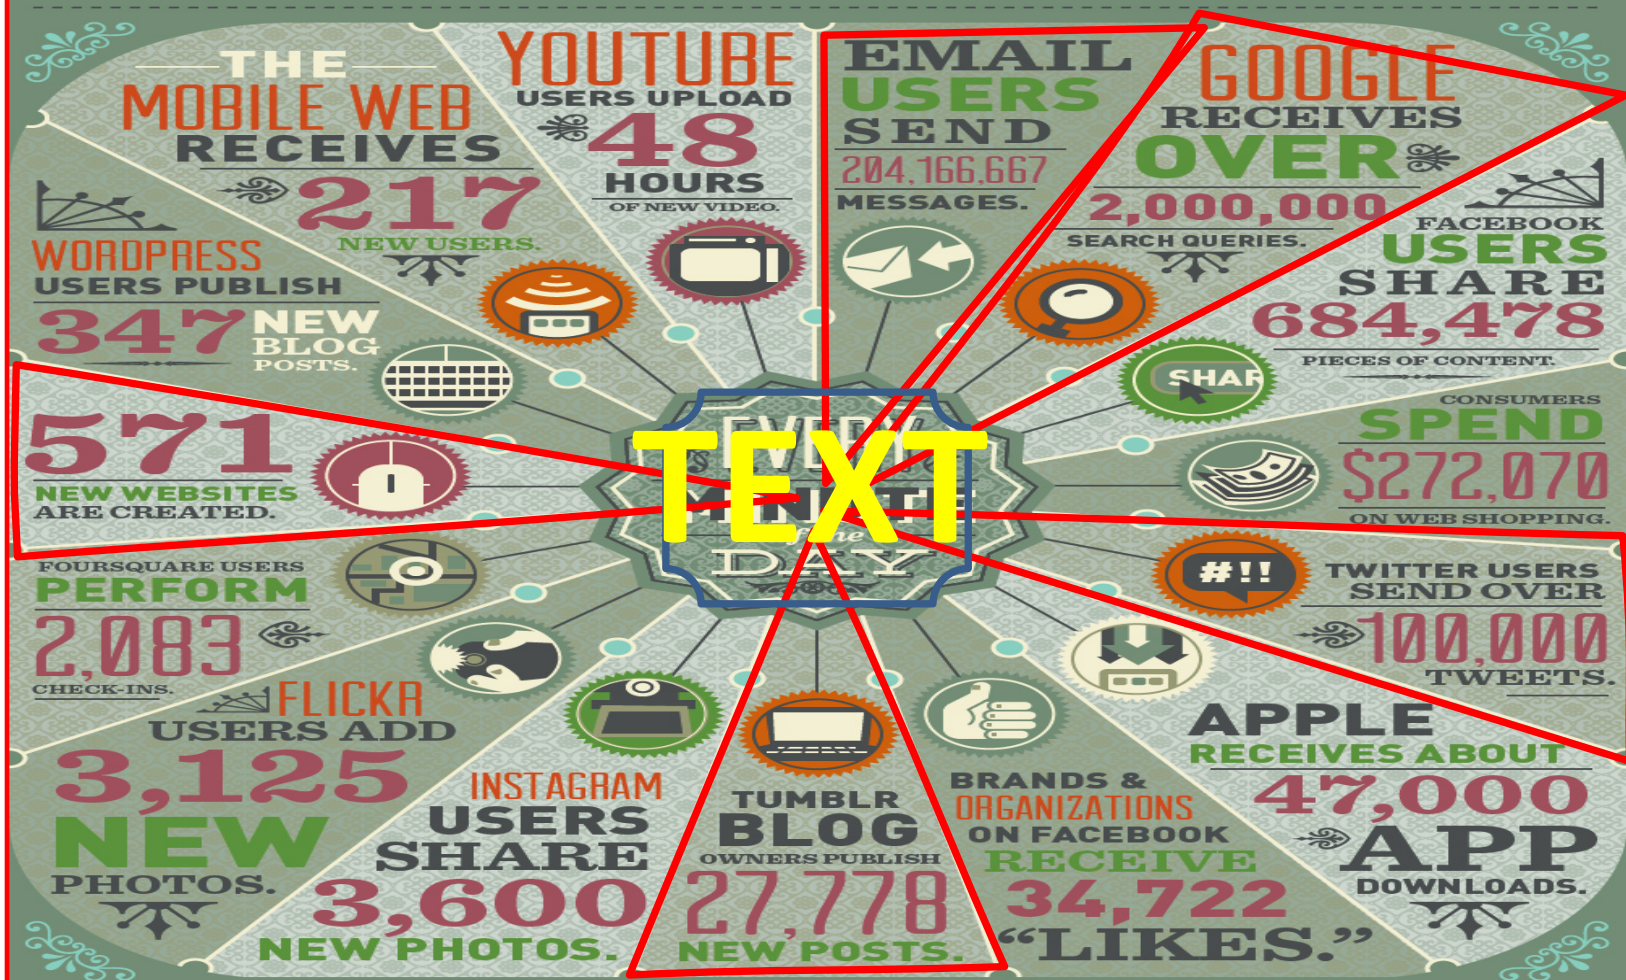 THE
MOBILE WEB
RECEIVES
217
NEW USERS.
YOUTUBE
USERS UPLOAD
48
HOURS
OF NEW VIDEO.
EMAIL
USERS
SEND
204,166,667
MESSAGES.
GOOGLE
RECEIVES
OVER
2,000,000
SEARCH QUERIES.
FACEBOOK
USERS
SHARE
684,478
PIECES OF CONTENT.
SHAR
CONSUMERS
SPEND
$272,070
ON WEB SHOPPING.
#!!
TWITTER USERS
SEND OVER
100,000
TWEETS.
APPLE
RECEIVES ABOUT
47,000
APP
DOWNLOADS.
BRANDS &
ORGANIZATIONS
ON FACEBOOK
RECEIVE
34,722
“LIKES.”
TUMBLR
BLOG
OWNERS PUBLISH
27,778
NEW POSTS.
INSTAGRAM
USERS
SHARE
3,600
NEW PHOTOS.
FLICKR
USERS ADD
3,125
NEW
PHOTOS.
FOURSQUARE USERS
PERFORM
2,083
CHECK-INS.
571
NEW WEBSITES
ARE CREATED.
WORDPRESS
USERS PUBLISH
347 NEW
BLOG
POSTS.
EVERY
TEXT
MINUTE
of the
DAY